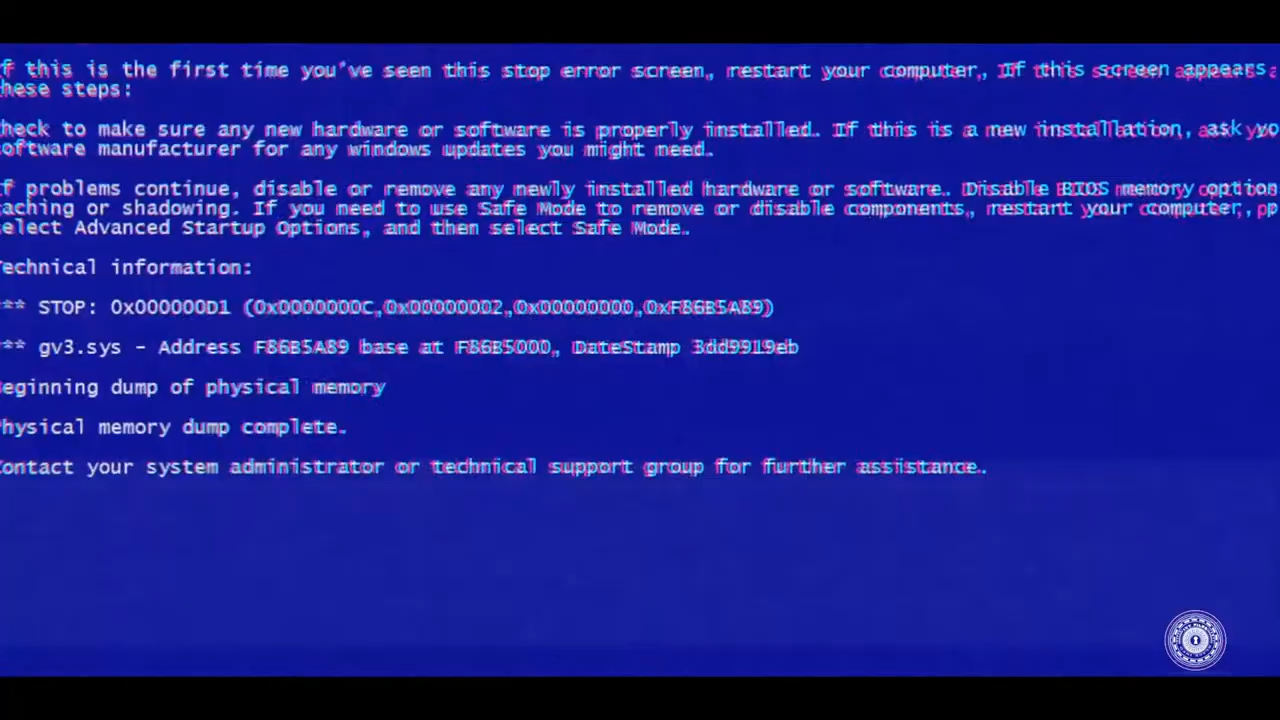 f this is the first time you've seen this stop error screen, restart your computer, If this screen appears
hese steps:
heck to make sure any new hardware or software is properly installed. If this is a new installation, ask yo
oftware manufacturer for any windows updates you might need.
f problems continue, disable or remove any newly installed hardware or software. Disable BIOS memory option
aching or shadowing. If you need to use Safe Mode to remove or disable components, restart your computer, p
elect Advanced Startup Options, and then select Safe Mode.
echnical information:
*** STOP: 0x000000D1 (0x0000000C,0x00000002,0x00000000,0xF86B5A89)
*** gv3.sys - Address F86B5A89 base at F86B5000, DateStamp 3dd9919eb
eginning dump of physical memory
hysical memory dump complete.
ontact your system administrator or technical support group for further assistance.